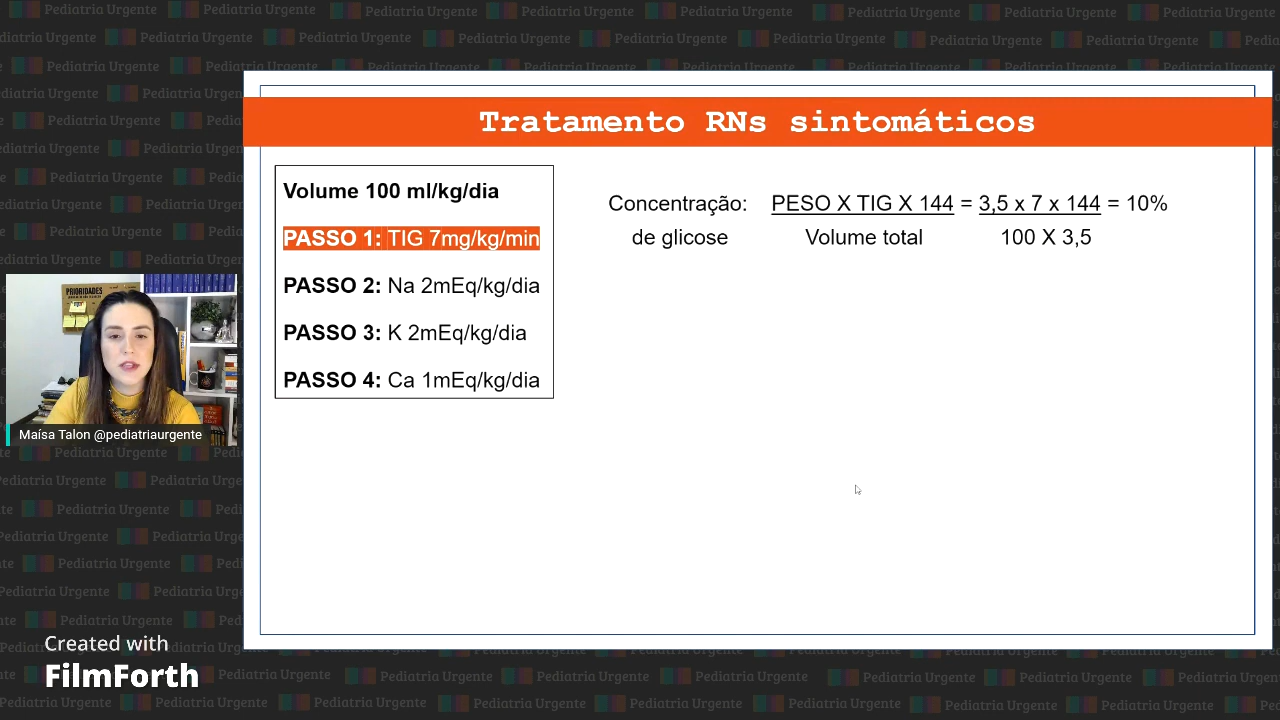 Tratamento RNs sintomáticos
Volume 100 ml/kg/dia
PASSO 1: TIG 7mg/kg/min
PASSO 2: Na 2mEq/kg/dia
PASSO 3: K 2mEq/kg/dia
PASSO 4: Ca 1mEq/kg/dia
Concentração: PESO X TIG X 144 = 3,5 x 7 x 144 = 10%
de glicose Volume total 100 X 3,5
PRIORIDADES
Maísa Talon @pediatriaurgente
Pediatria Urgente
Created with
FilmForth